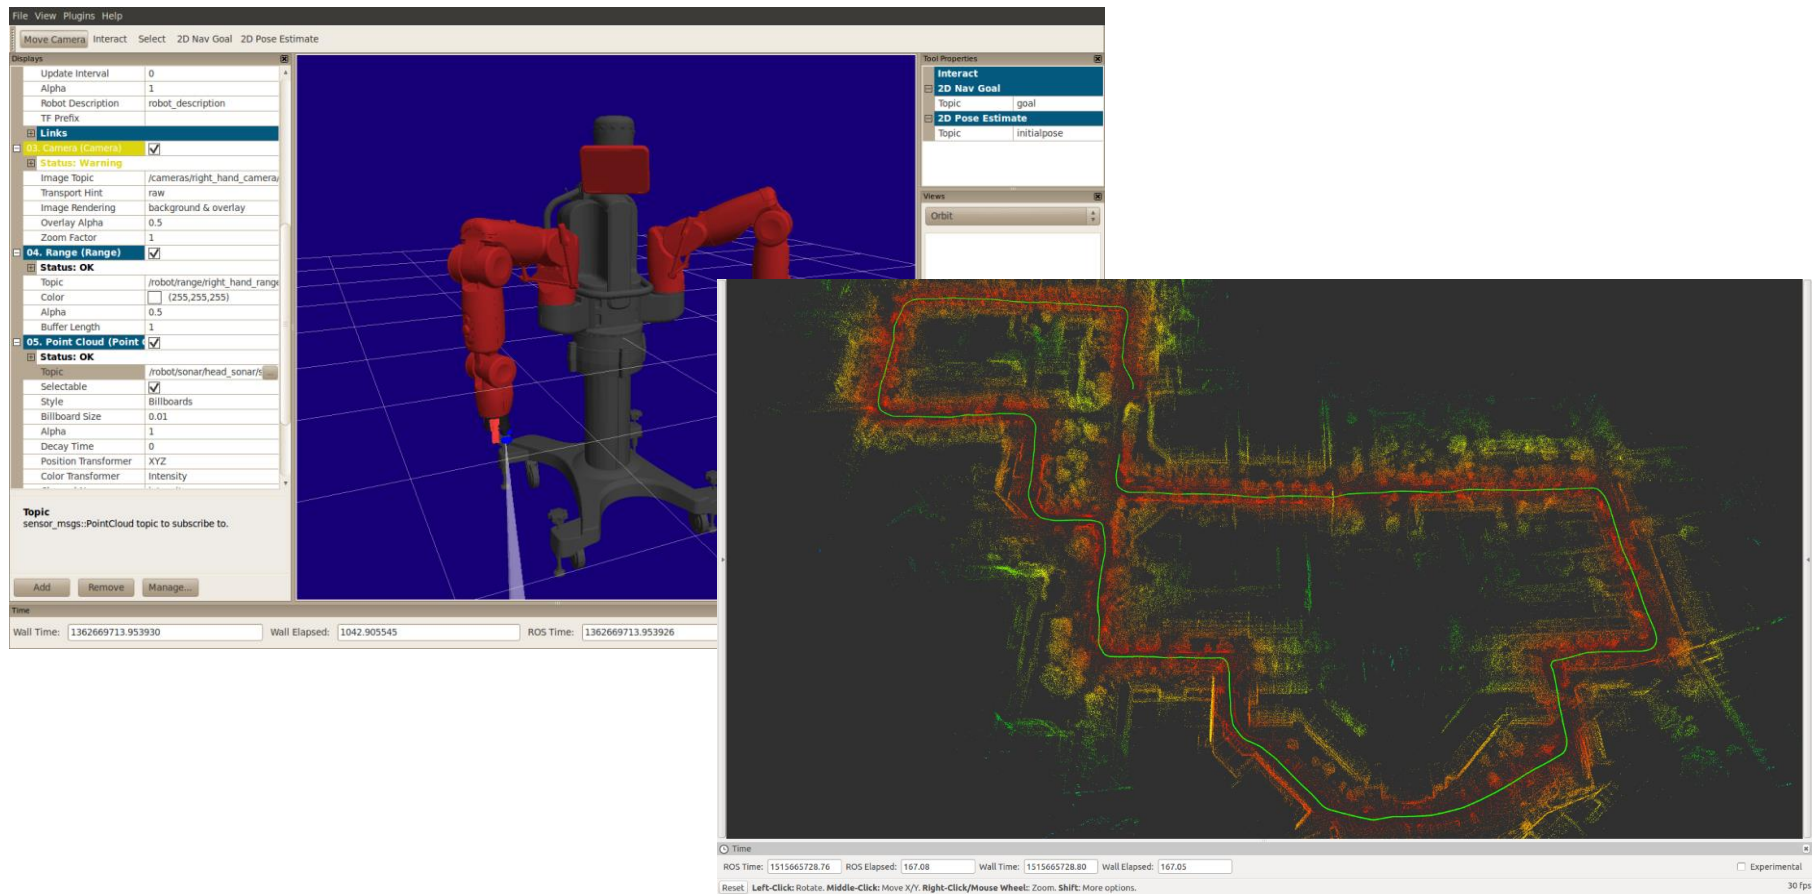 File View Plugins Help
Move Camera Interact Select 2D Nav Goal 2D Pose Estimate
Displays
Update Interval 0
Alpha 1
Robot Description robot_description
TF Prefix
Links
03. Camera (Camera)
Status: Warning
Image Topic /cameras/right_hand_camera/
Transport Hint raw
Image Rendering background & overlay
Overlay Alpha 0.5
Zoom Factor 1
04. Range (Range)
Status: OK
Topic /robot/range/right_hand_range
Color (255,255,255)
Alpha 0.5
Buffer Length 1
05. Point Cloud (Point
Status: OK
Topic /robot/sonar/head_sonar/s ...
Selectable
Style Billboards
Billboard Size 0.01
Alpha 1
Decay Time 0
Position Transformer XYZ
Color Transformer Intensity
Topic
sensor_msgs::PointCloud topic to subscribe to.
Add Remove Manage...
Time
Wall Time: 1362669713.953930 Wall Elapsed: 1042.905545 ROS Time: 1362669713.953926
Tool Properties
Interact
2D Nav Goal
Topic goal
2D Pose Estimate
Topic initialpose
Views
Orbit
Time
ROS Time: 1515665728.76 ROS Elapsed: 167.08 Wall Time: 1515665728.80 Wall Elapsed: 167.05 Experimental
Reset Left-Click: Rotate. Middle-Click: Move X/Y. Right-Click/Mouse Wheel: Zoom. Shift: More options. 30 fps